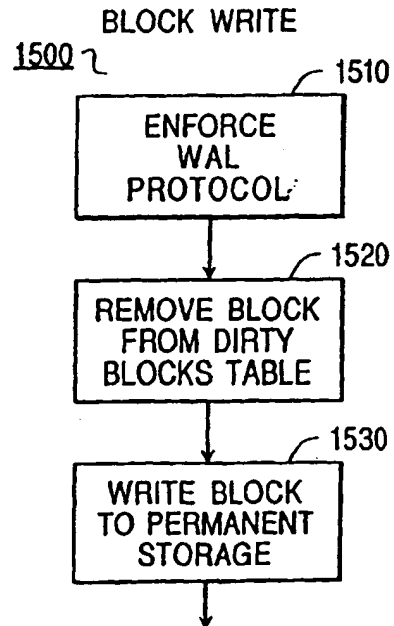 BLOCK WRITE
1500
1510
ENFORCE
WAL
PROTOCOL
1520
REMOVE BLOCK
FROM DIRTY
BLOCKS TABLE
1530
WRITE BLOCK
TO PERMANENT
STORAGE